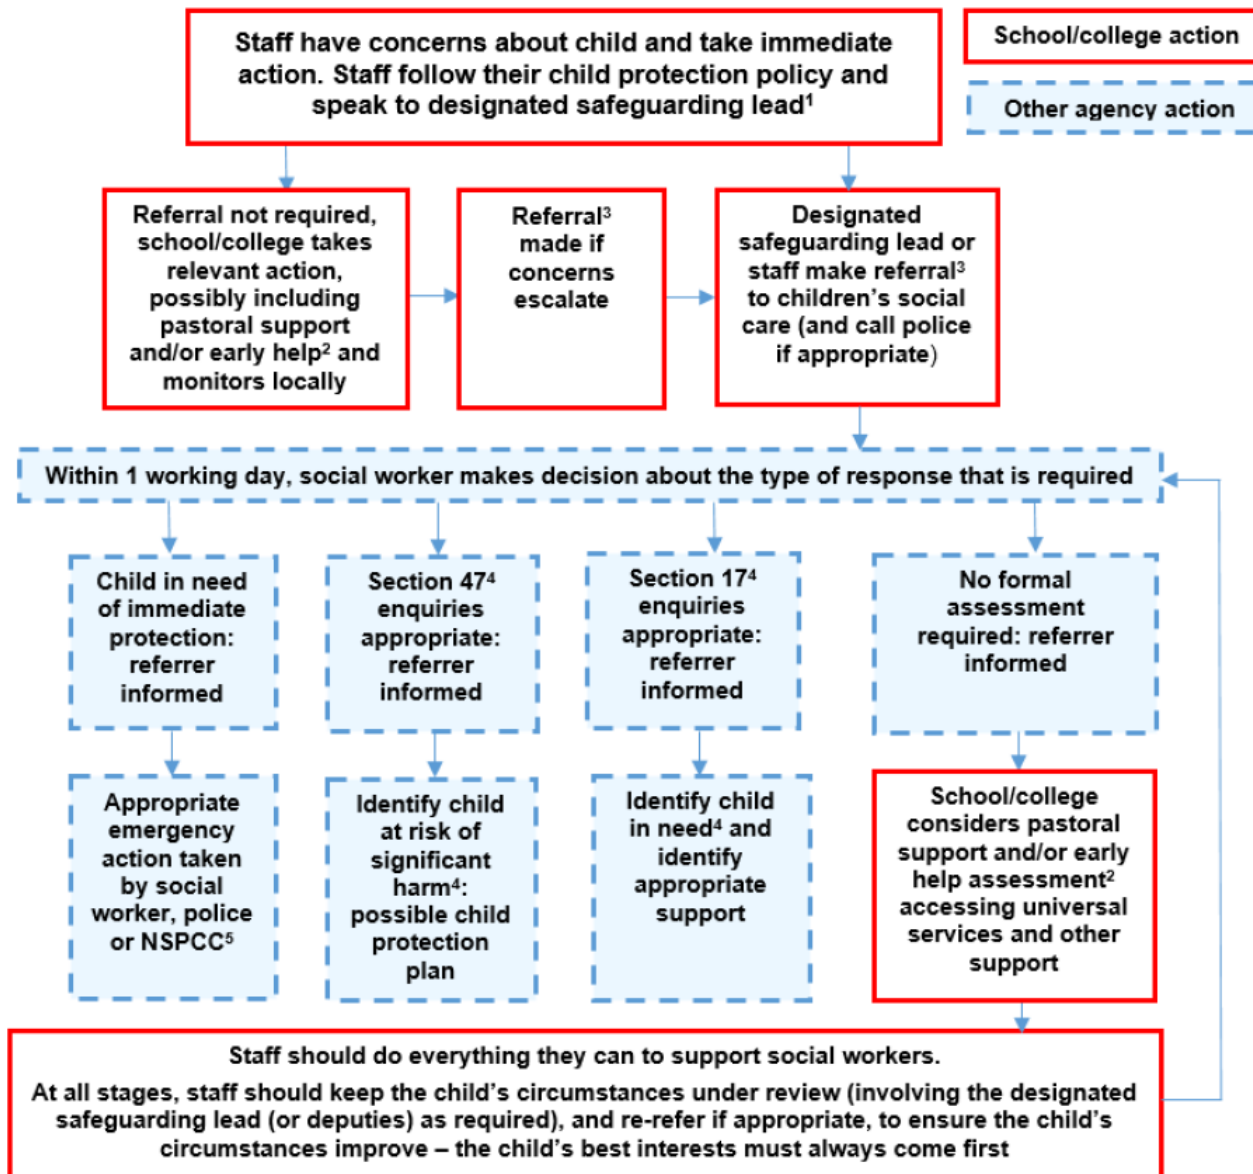 Staff have concerns about child and take immediate
action. Staff follow their child protection policy and
speak to designated safeguarding lead¹
School/college action
Other agency action
Referral not required,
school/college takes
relevant action,
possibly including
pastoral support
and/or early help² and
monitors locally
Referral³
made if
concerns
escalate
Designated
safeguarding lead or
staff make referral³
to children’s social
care (and call police
if appropriate)
Within 1 working day, social worker makes decision about the type of response that is required
Child in need
of immediate
protection:
referrer
informed
Section 47⁴
enquiries
appropriate:
referrer
informed
Section 17⁴
enquiries
appropriate:
referrer
informed
No formal
assessment
required: referrer
informed
Appropriate
emergency
action taken
by social
worker, police
or NSPCC⁵
Identify child
at risk of
significant
harm⁴:
possible child
protection
plan
Identify child
in need⁴ and
identify
appropriate
support
School/college
considers pastoral
support and/or early
help assessment²
accessing universal
services and other
support
Staff should do everything they can to support social workers.
At all stages, staff should keep the child’s circumstances under review (involving the designated
safeguarding lead (or deputies) as required), and re-refer if appropriate, to ensure the child’s
circumstances improve – the child’s best interests must always come first